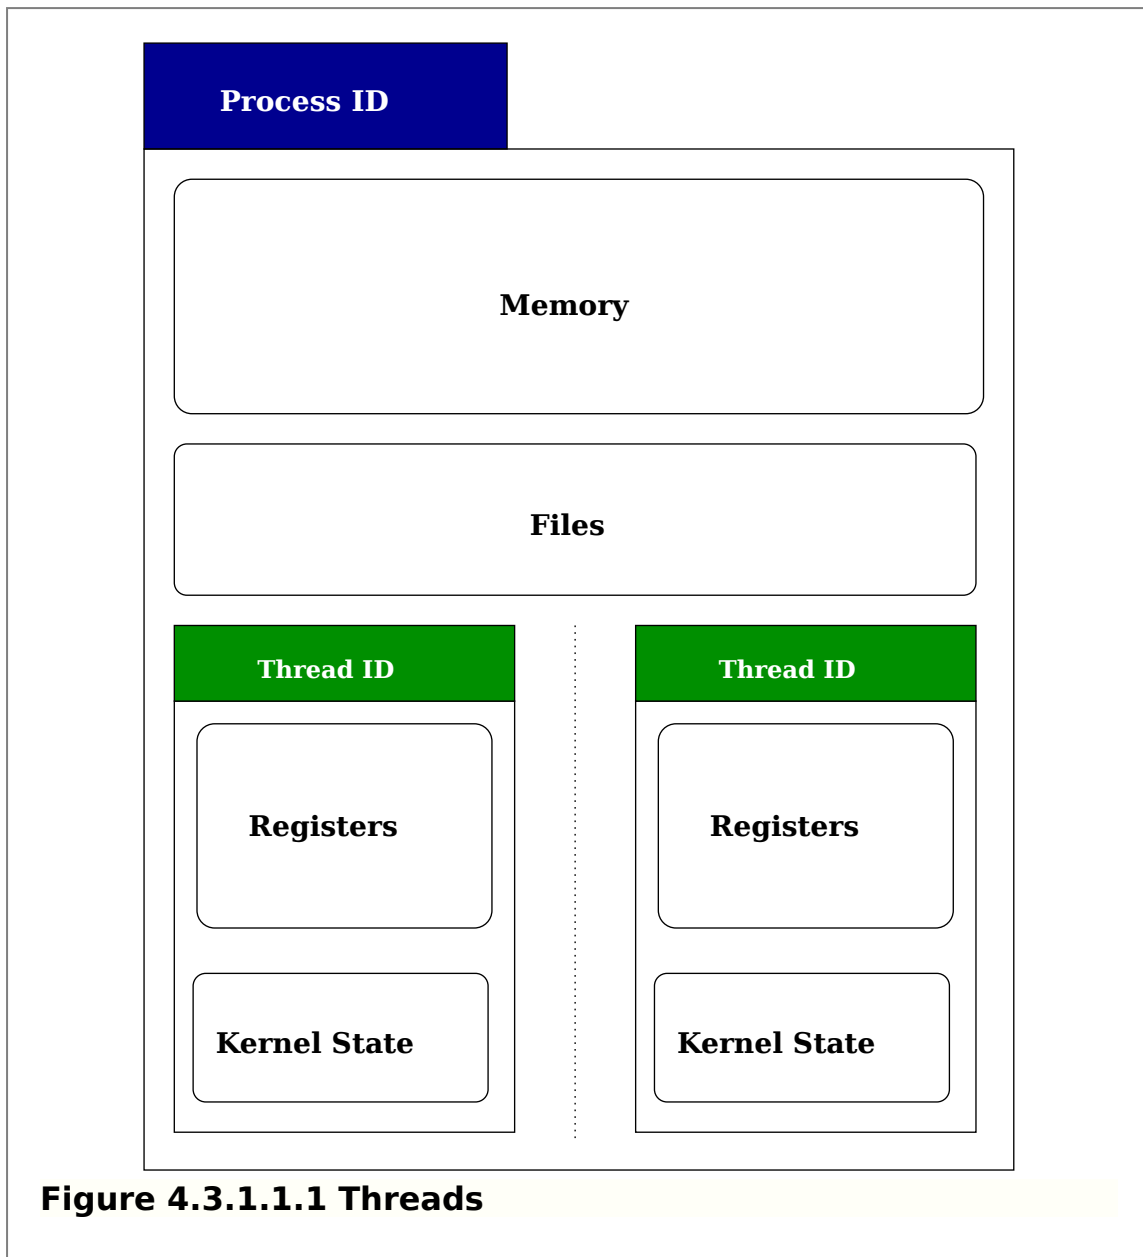 Process ID
Memory
Files
Thread ID
Thread ID
Registers
Registers
Kernel State
Kernel State
Figure 4.3.1.1.1 Threads